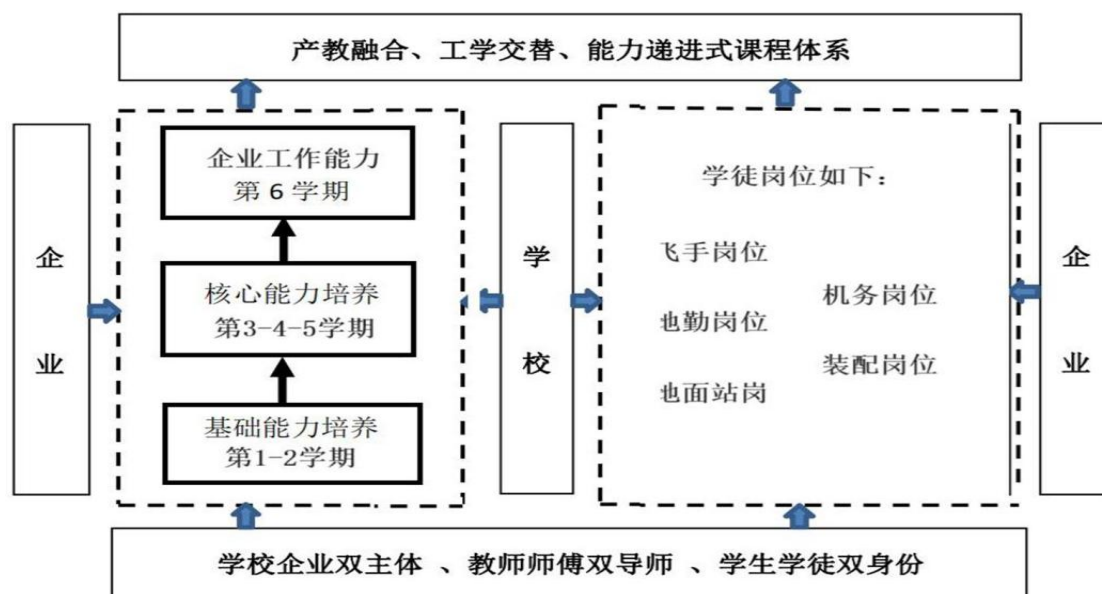 产教融合、工学交替、能力递进式课程体系
企业
企业工作能力
第 6 学期
核心能力培养
第3-4-5学期
基础能力培养
第1-2学期
学校
学徒岗位如下：
飞手岗位
机务岗位
地勤岗位
装配岗位
地面站岗
企业
学校企业双主体 、教师师傅双导师 、学生学徒双身份